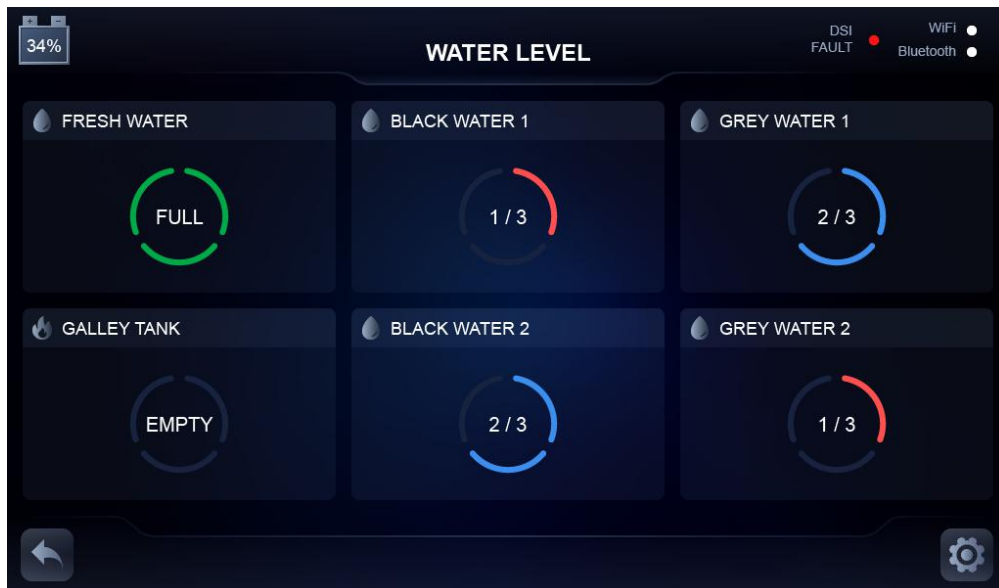 34%
WATER LEVEL
DSI
FAULT
WiFi
Bluetooth
FRESH WATER
BLACK WATER 1
GREY WATER 1
FULL
1 / 3
2 / 3
GALLEY TANK
BLACK WATER 2
GREY WATER 2
EMPTY
2 / 3
1 / 3